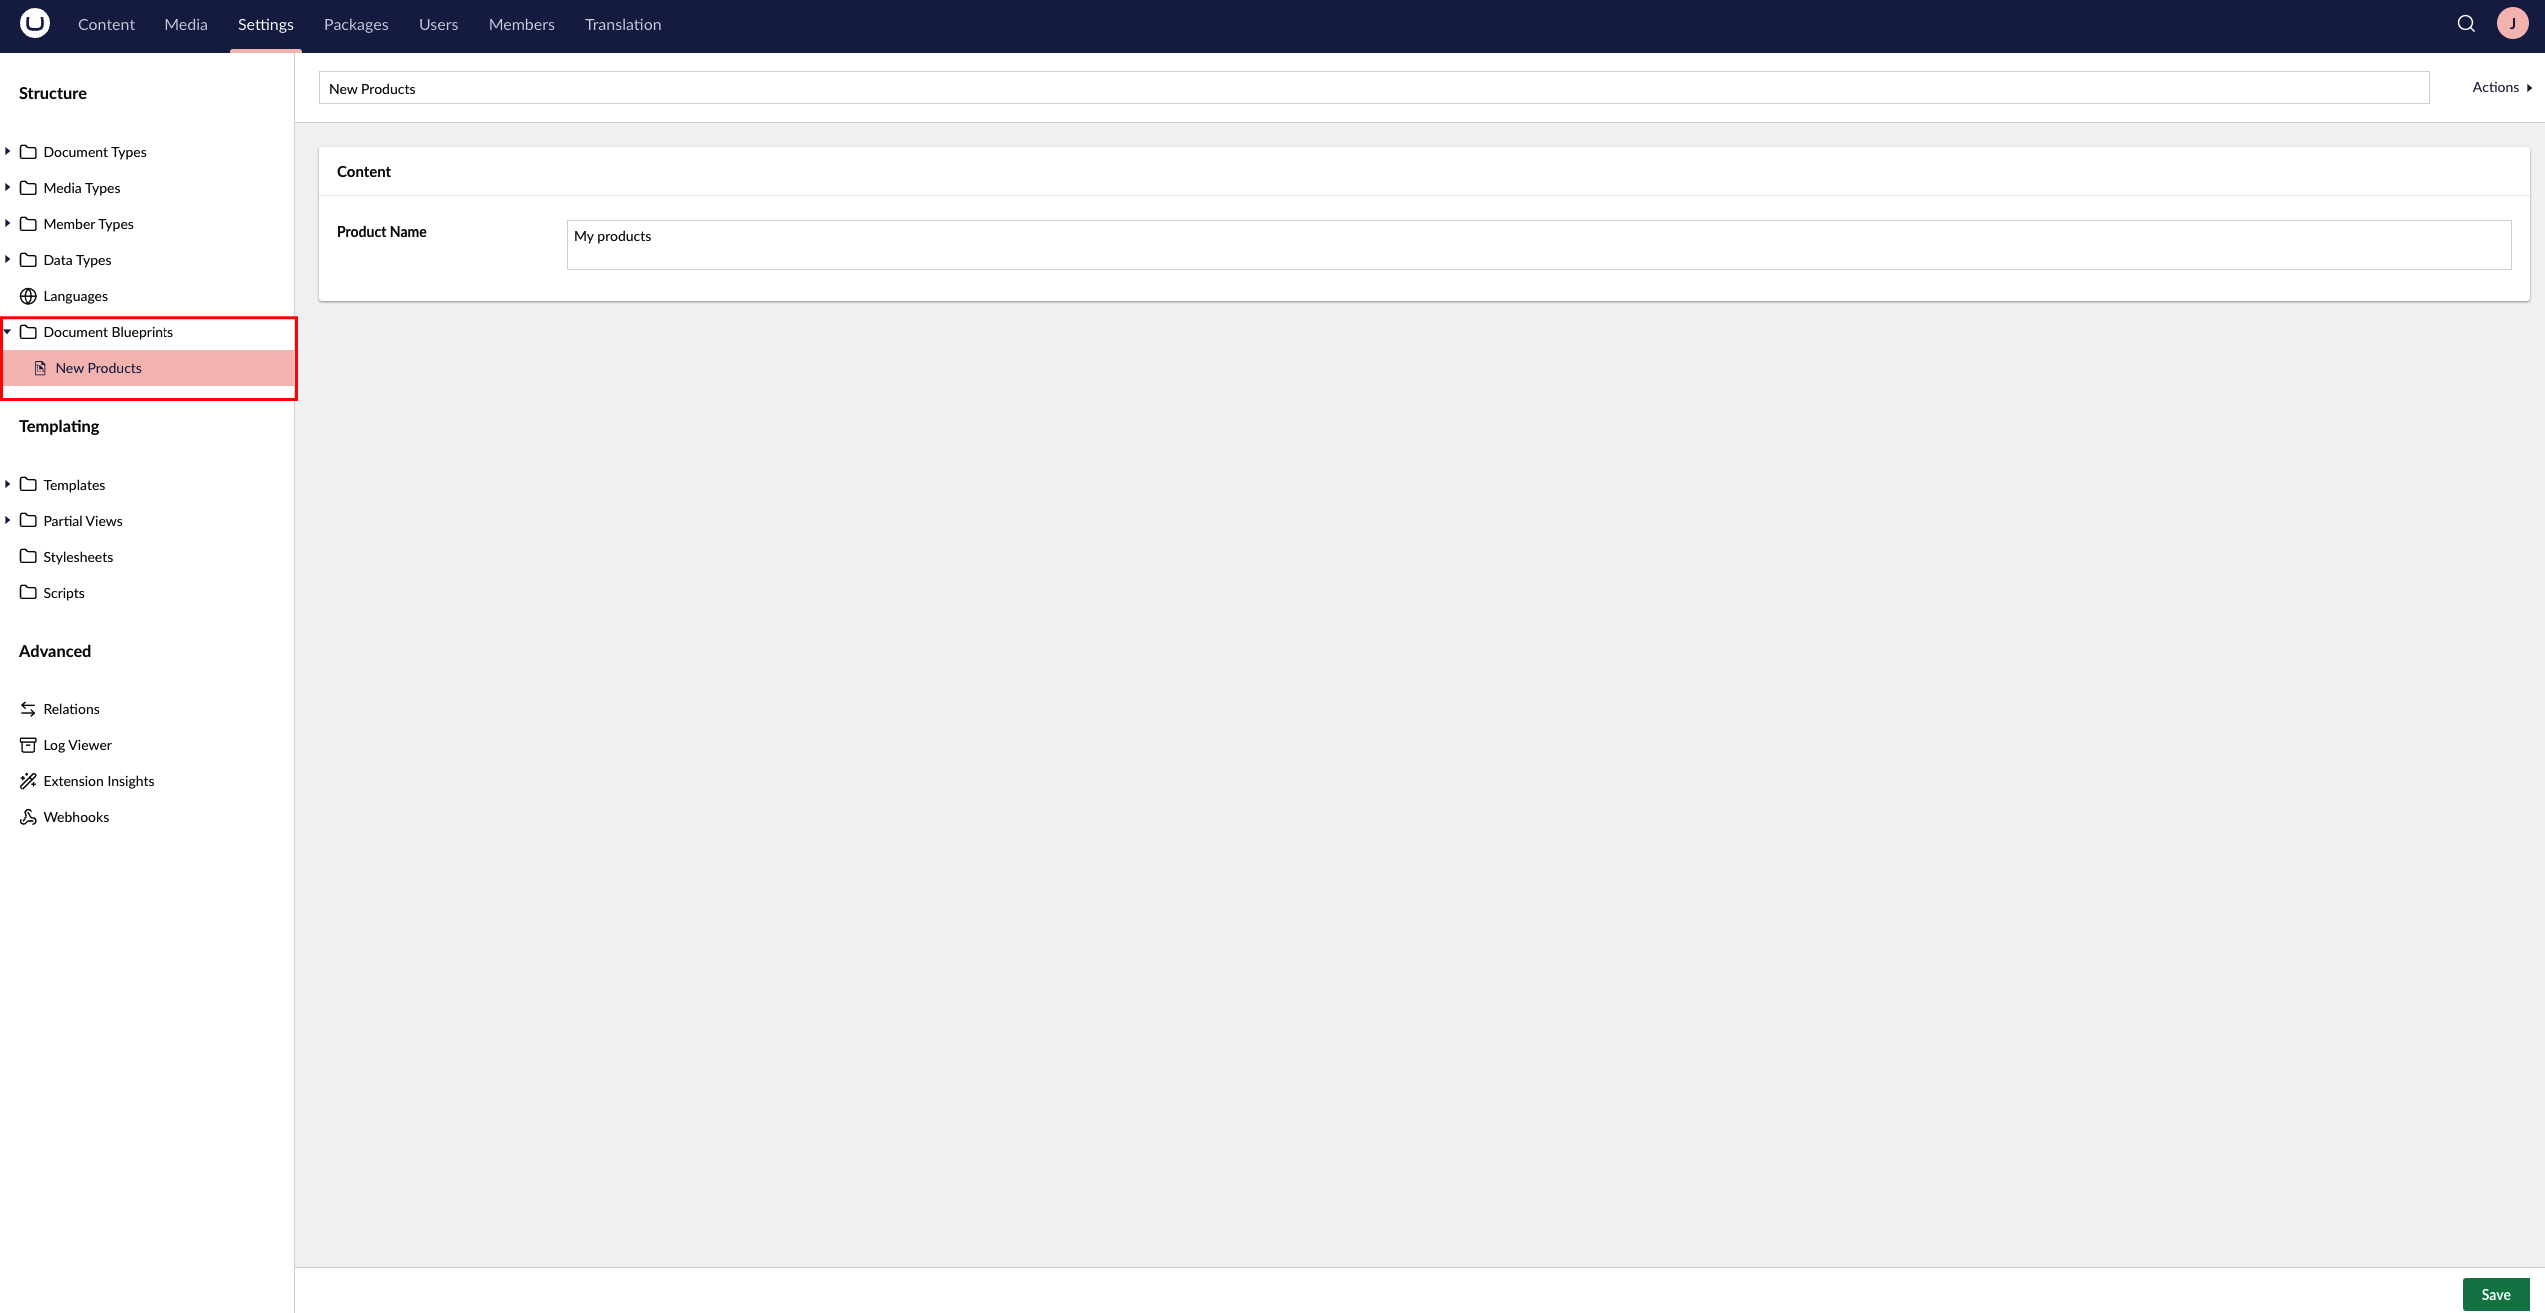 Content Media Settings Packages Users Members Translation
J
Structure
Document Types
Media Types
Member Types
Data Types
Languages
Document Blueprints
New Products
Templating
Templates
Partial Views
Stylesheets
Scripts
Advanced
Relations
Log Viewer
Extension Insights
Webhooks
New Products
Actions
Content
Product Name
My products
Save